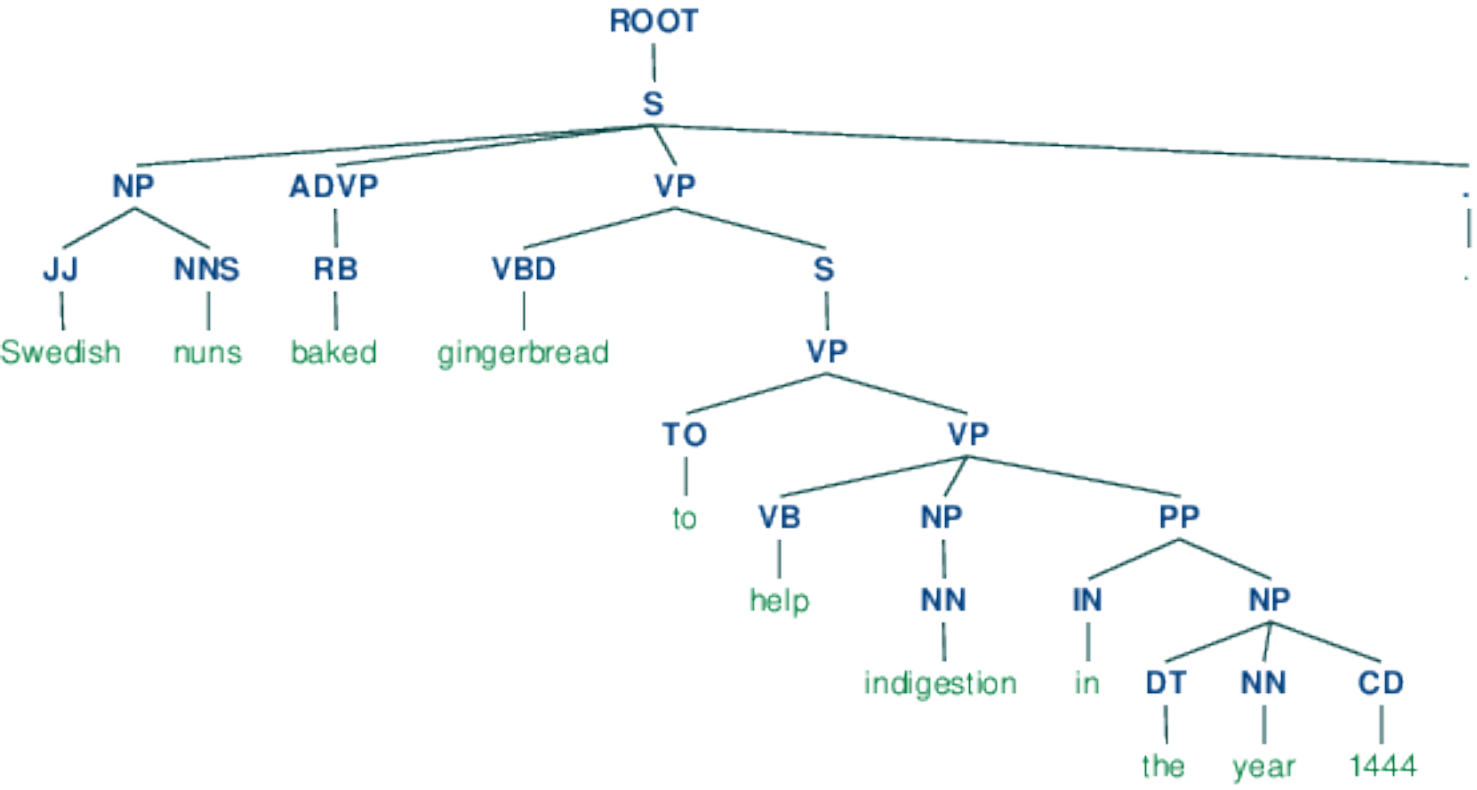 ROOT
S
NP ADVP VP .
JJ NNS RB VBD S .
Swedish nuns baked gingerbread VP
TO VP
to VB NP PP
help NN IN NP
indigestion in DT NN CD
the year 1444